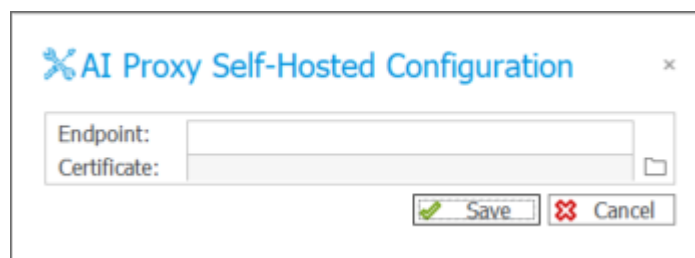 AI Proxy Self-Hosted Configuration
Endpoint:
Certificate:
Save Cancel